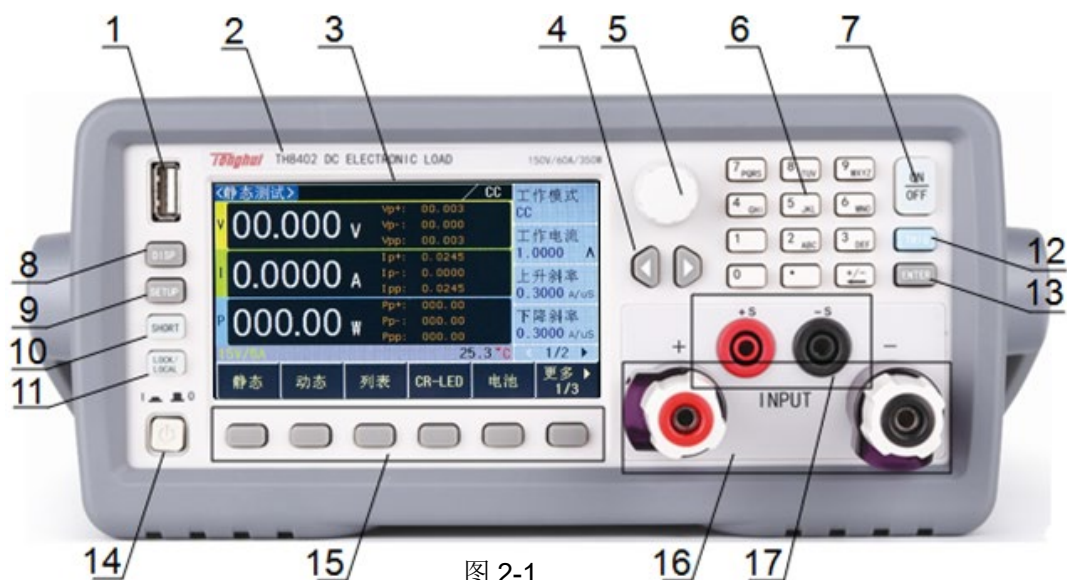 1 2 3 4 5 6 7
Tonghui TH8402 DC ELECTRONIC LOAD 150V/60A/350W
<静态测试> CC
V 00.000 V
Vp+: 00.003
Vp-: 00.000
Vpp: 00.003
I 0.0000 A
Ip+: 0.0245
Ip-: 0.0000
Ipp: 0.0245
P 000.00 W
Pp+: 000.00
Pp-: 000.00
Ppp: 000.00
15V/6A 25.3℃
工作模式
CC
工作电流
1.0000 A
上升斜率
0.3000 A/uS
下降斜率
0.3000 A/uS
1/2
静态 动态 列表 CR-LED 电池 更多
1/3
7 PQRS 8 TUV 9 WXYZ
4 GHI 5 JKL 6 MNO
1 2 ABC 3 DEF
0 • +/-
ON
OFF
TRIG
ENTER
8 DISP
9 SETUP
10 SHORT
11 LOCK/
LOCAL
I 0
12
13
+S -S
+ -
INPUT
14 15 16 17
图 2-1